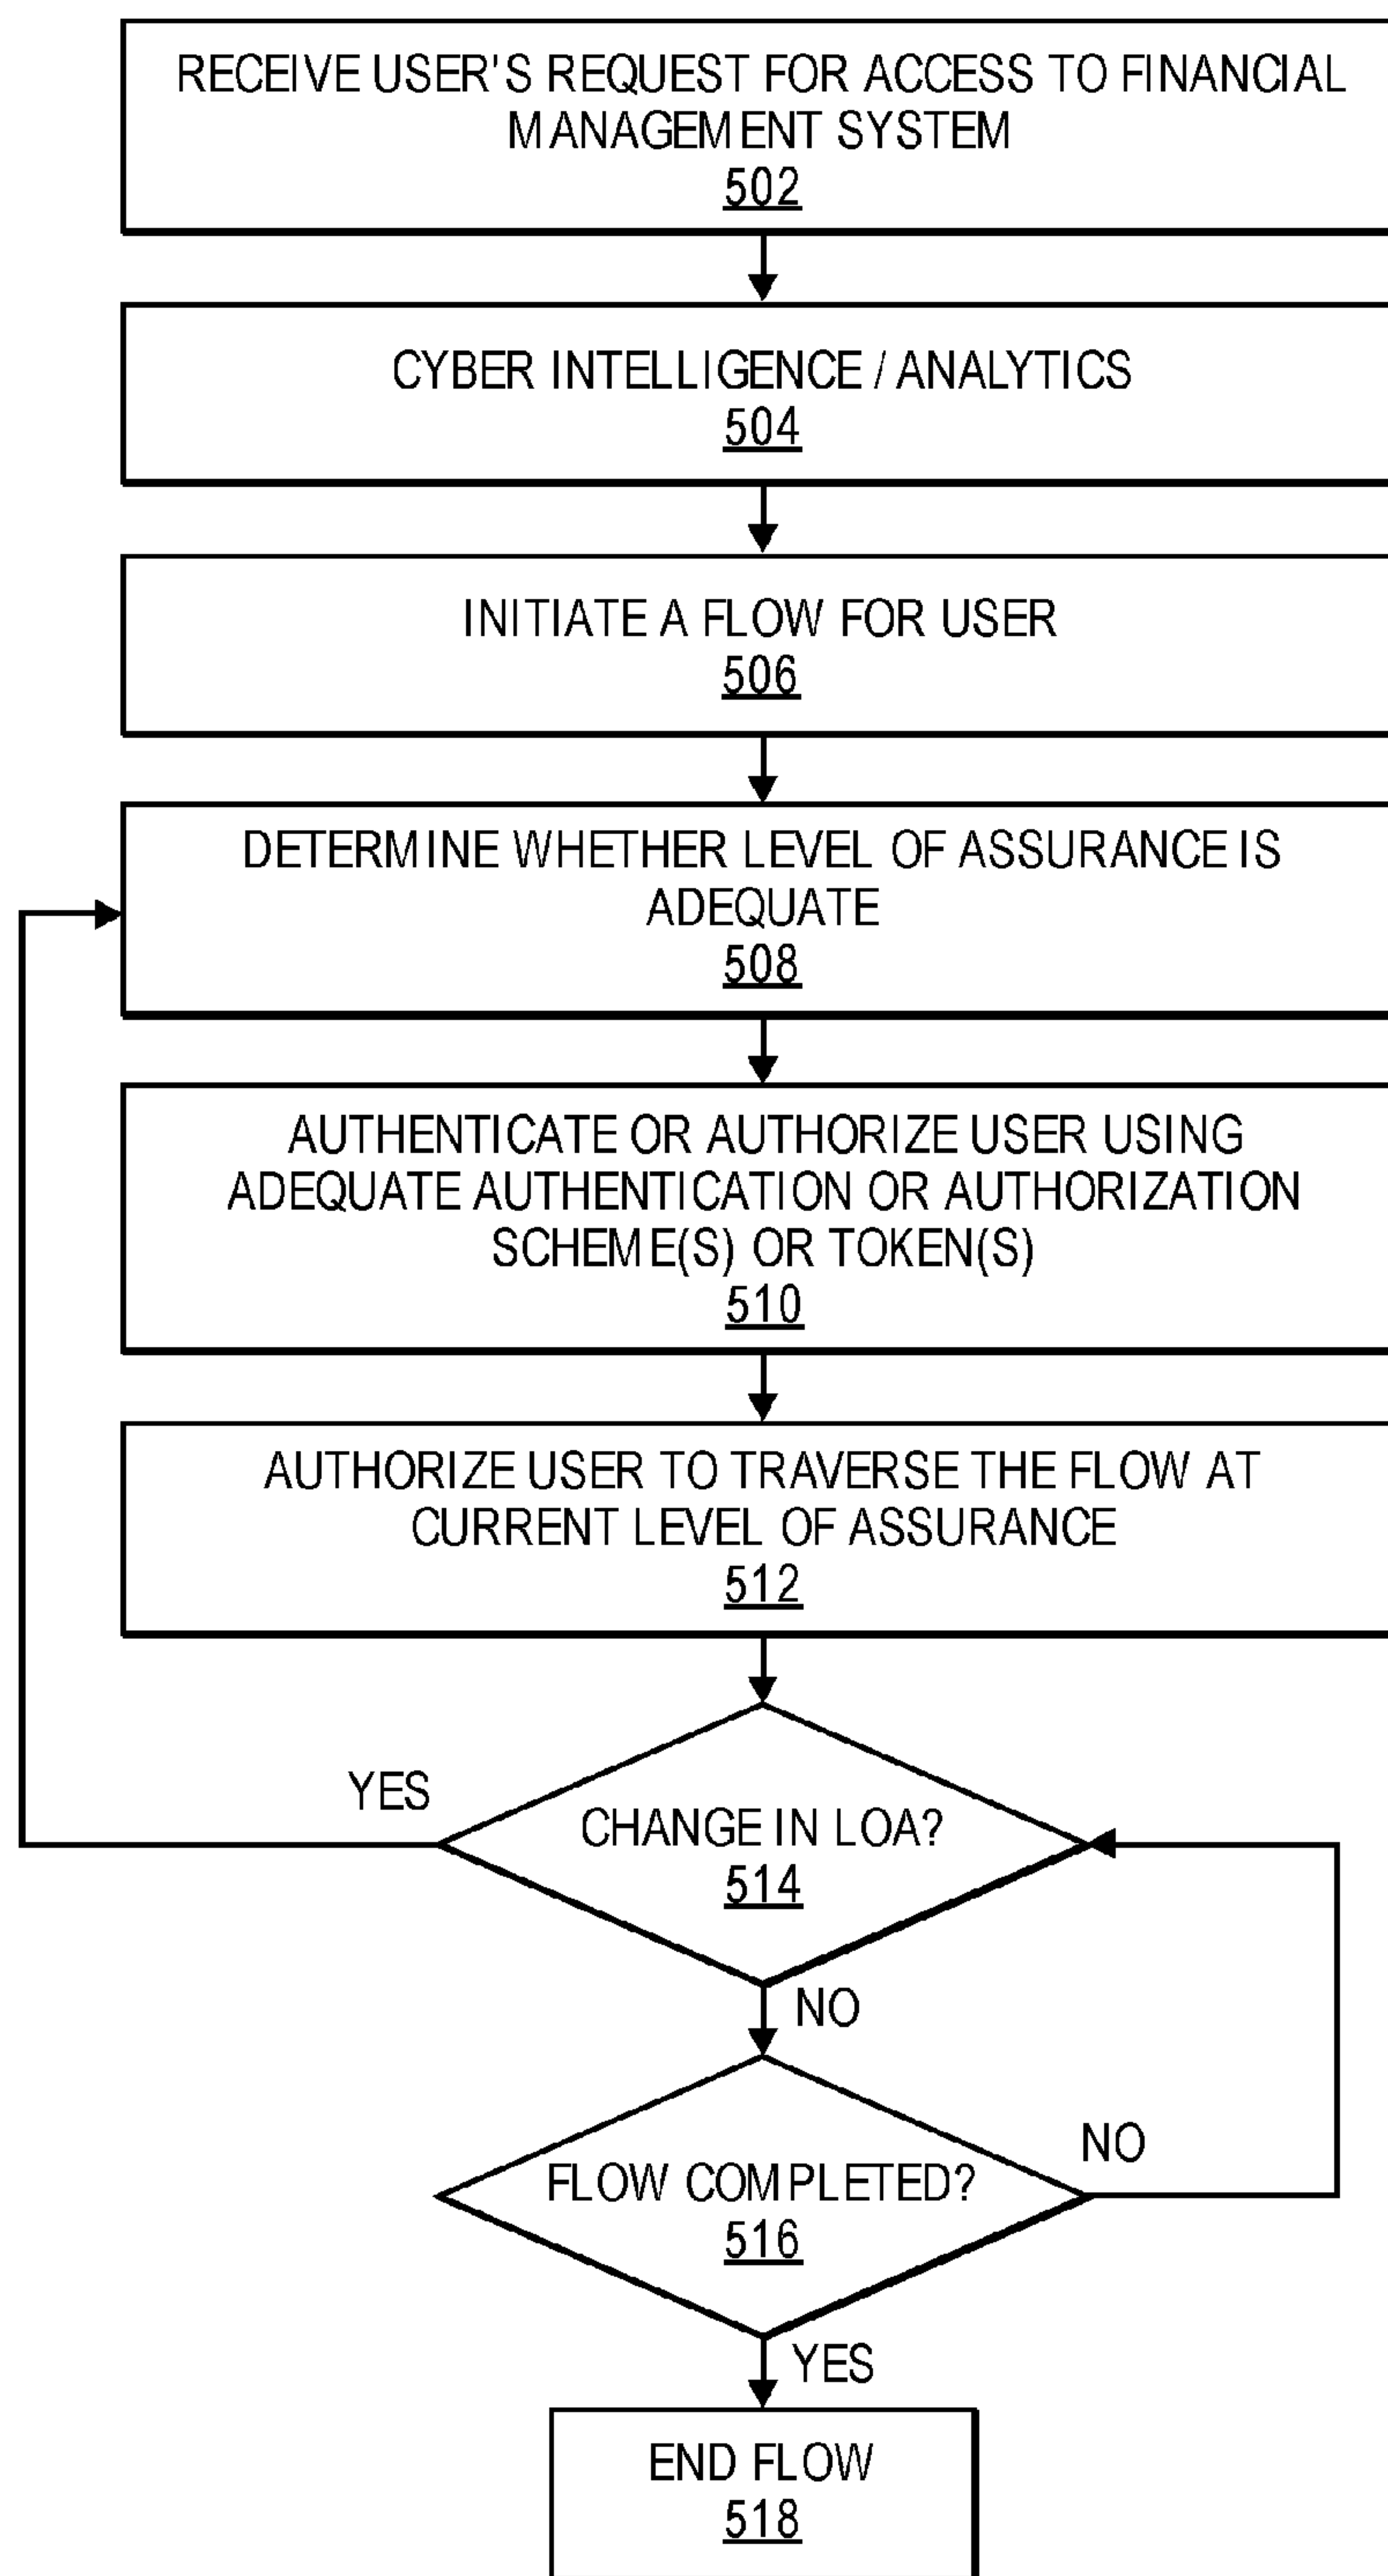 RECEIVE USER'S REQUEST FOR ACCESS TO FINANCIAL
MANAGEMENT SYSTEM
502
CYBER INTELLIGENCE / ANALYTICS
504
INITIATE A FLOW FOR USER
506
DETERMINE WHETHER LEVEL OF ASSURANCE IS
ADEQUATE
508
AUTHENTICATE OR AUTHORIZE USER USING
ADEQUATE AUTHENTICATION OR AUTHORIZATION
SCHEME(S) OR TOKEN(S)
510
AUTHORIZE USER TO TRAVERSE THE FLOW AT
CURRENT LEVEL OF ASSURANCE
512
YES
CHANGE IN LOA?
514
NO
NO
FLOW COMPLETED?
516
YES
END FLOW
518